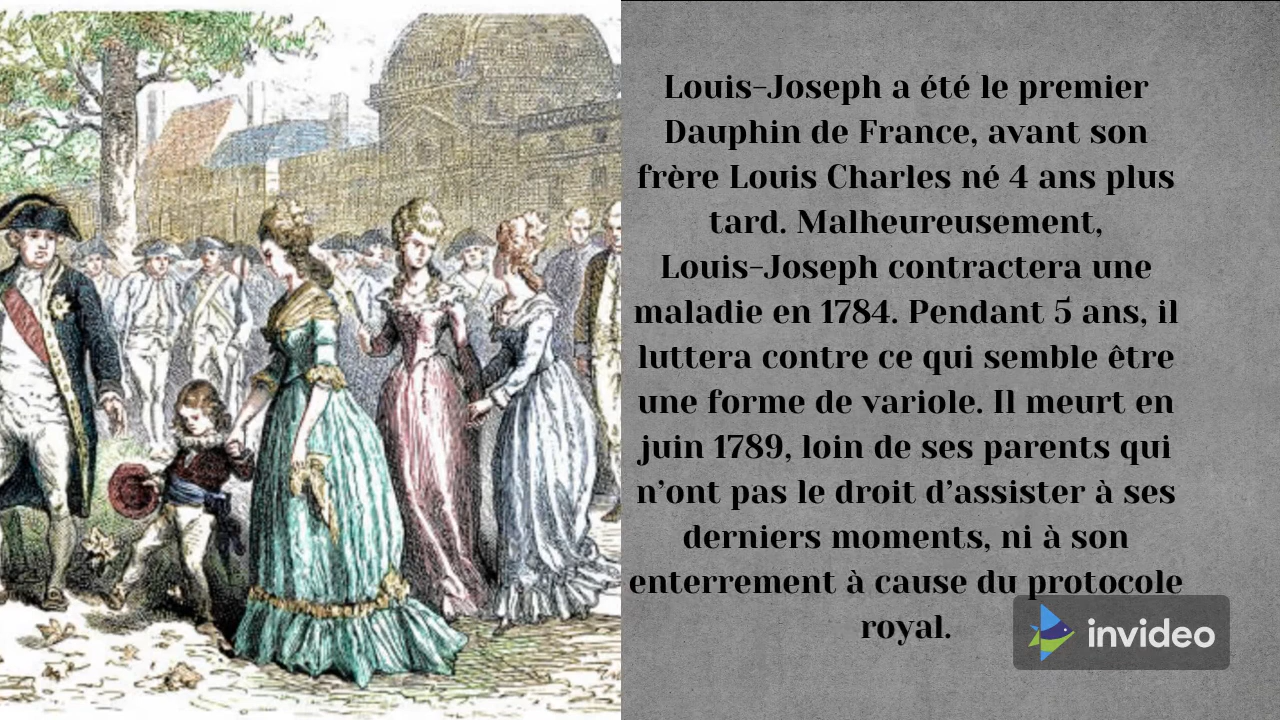 Louis-Joseph a été le premier
Dauphin de France, avant son
frère Louis Charles né 4 ans plus
tard. Malheureusement,
Louis-Joseph contractera une
maladie en 1784. Pendant 5 ans, il
luttera contre ce qui semble être
une forme de variole. Il meurt en
juin 1789, loin de ses parents qui
n'ont pas le droit d'assister à ses
derniers moments, ni à son
enterrement à cause du protocole
royal.
invideo